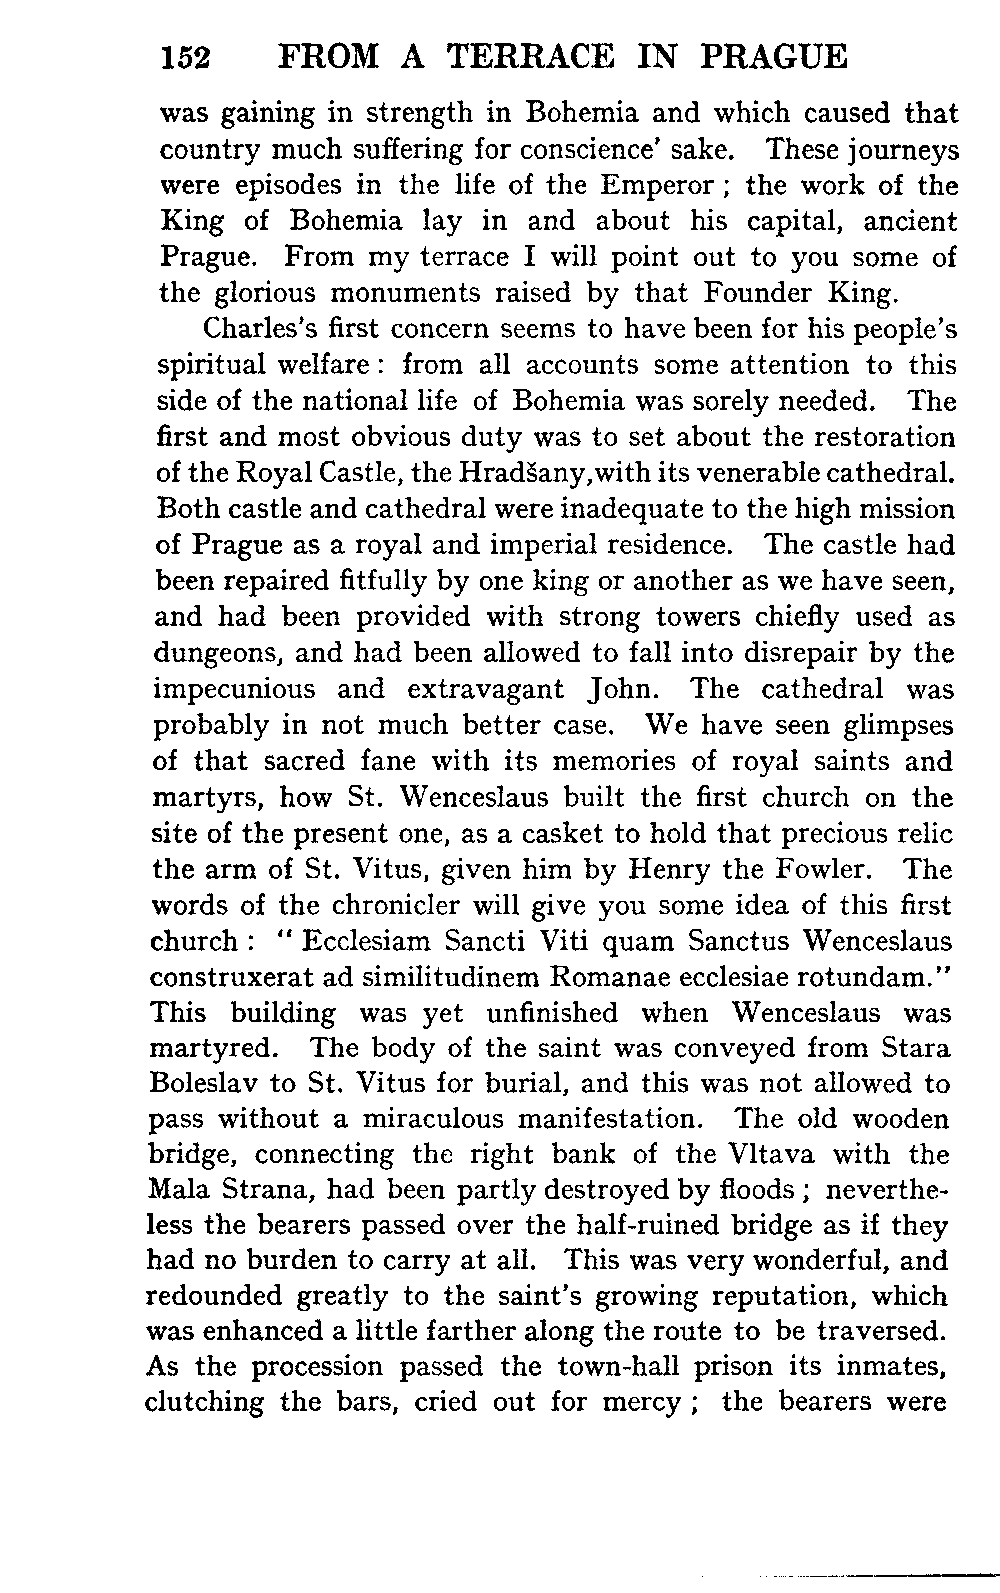 152 FROM A TERRACE IN PRAGUE
was gaining in strength in Bohemia and which caused that
country much suffering for conscience' sake. These journeys
were episodes in the life of the Emperor ; the work of the
King of Bohemia lay in and about his capital, ancient
Prague. From my terrace I will point out to you some of
the glorious monuments raised by that Founder King.
Charles's first concern seems to have been for his people's
spiritual welfare : from all accounts some attention to this
side of the national life of Bohemia was sorely needed. The
first and most obvious duty was to set about the restoration
of the Royal Castle, the Hradšany,with its venerable cathedral.
Both castle and cathedral were inadequate to the high mission
of Prague as a royal and imperial residence. The castle had
been repaired fitfully by one king or another as we have seen,
and had been provided with strong towers chiefly used as
dungeons, and had been allowed to fall into disrepair by the
impecunious and extravagant John. The cathedral was
probably in not much better case. We have seen glimpses
of that sacred fane with its memories of royal saints and
martyrs, how St. Wenceslaus built the first church on the
site of the present one, as a casket to hold that precious relic
the arm of St. Vitus, given him by Henry the Fowler. The
words of the chronicler will give you some idea of this first
church : " Ecclesiam Sancti Viti quam Sanctus Wenceslaus
construxerat ad similitudinem Romanae ecclesiae rotundam."
This building was yet unfinished when Wenceslaus was
martyred. The body of the saint was conveyed from Stara
Boleslav to St. Vitus for burial, and this was not allowed to
pass without a miraculous manifestation. The old wooden
bridge, connecting the right bank of the Vltava with the
Mala Strana, had been partly destroyed by floods ; neverthe-
less the bearers passed over the half-ruined bridge as if they
had no burden to carry at all. This was very wonderful, and
redounded greatly to the saint's growing reputation, which
was enhanced a little farther along the route to be traversed.
As the procession passed the town-hall prison its inmates,
clutching the bars, cried out for mercy ; the bearers were